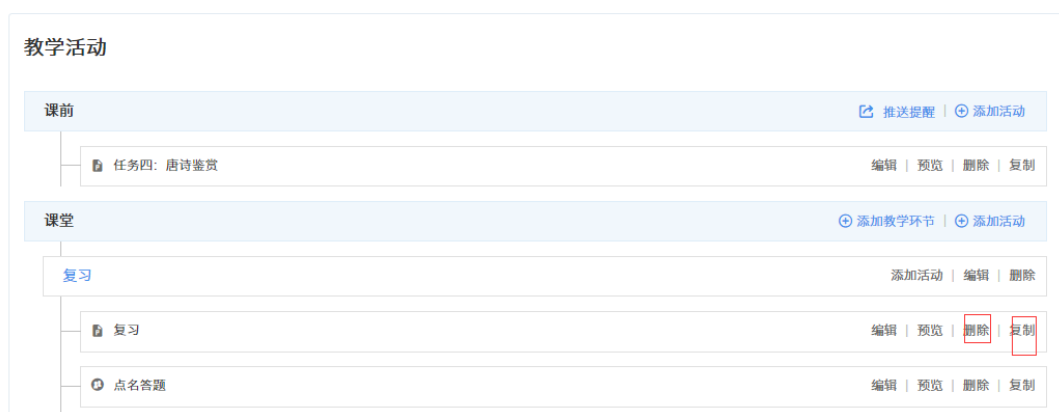 教学活动
课前 推送提醒 | 添加活动
任务四：唐诗鉴赏 编辑 | 预览 | 删除 | 复制
课堂 添加教学环节 | 添加活动
复习 添加活动 | 编辑 | 删除
复习 编辑 | 预览 | 删除 | 复制
点名答题 编辑 | 预览 | 删除 | 复制